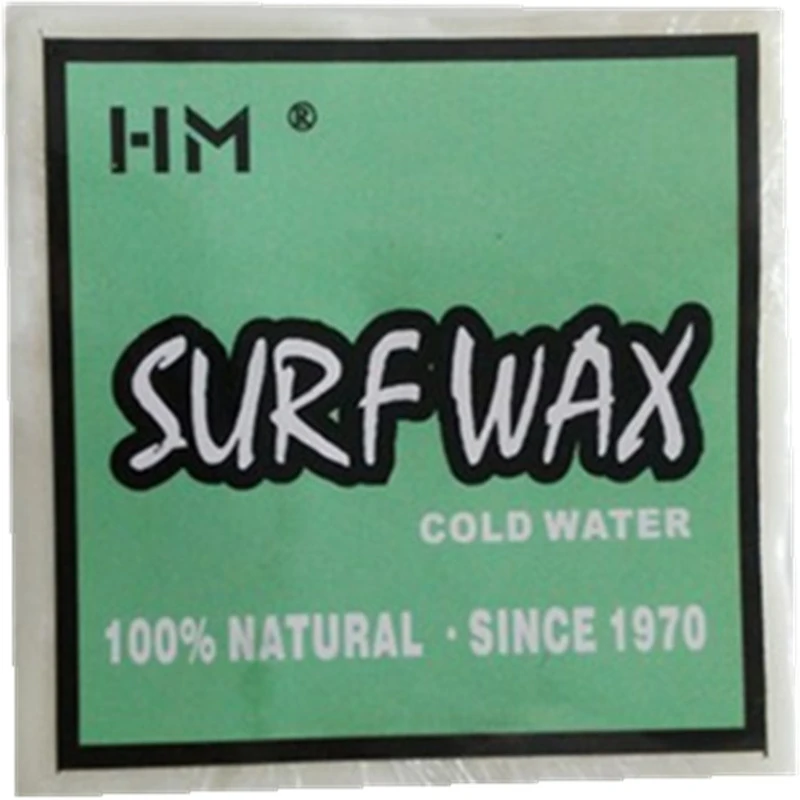 HM ®
SURF WAX
COLD WATER
100% NATURAL · SINCE 1970